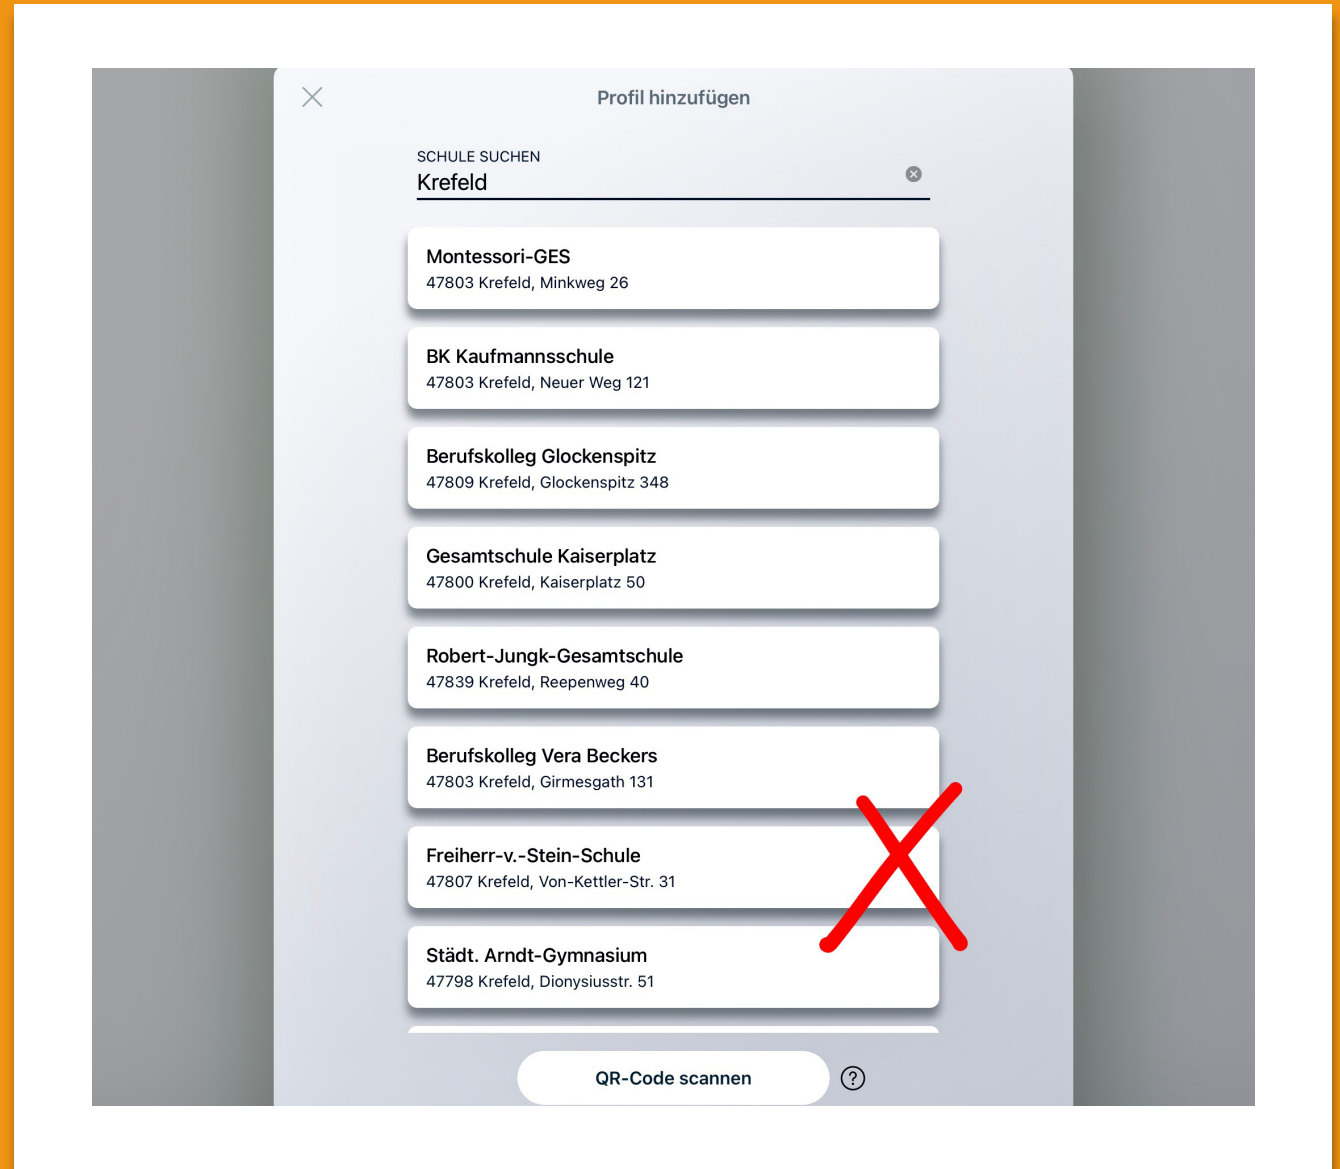 Profil hinzufügen
SCHULE SUCHEN
Krefeld
Montessori-GES
47803 Krefeld, Minkweg 26
BK Kaufmannsschule
47803 Krefeld, Neuer Weg 121
Berufskolleg Glockenspitz
47809 Krefeld, Glockenspitz 348
Gesamtschule Kaiserplatz
47800 Krefeld, Kaiserplatz 50
Robert-Jungk-Gesamtschule
47839 Krefeld, Reepenweg 40
Berufskolleg Vera Beckers
47803 Krefeld, Girmesgath 131
Freiherr-v.-Stein-Schule
47807 Krefeld, Von-Kettler-Str. 31
Städt. Arndt-Gymnasium
47798 Krefeld, Dionysiusstr. 51
QR-Code scannen